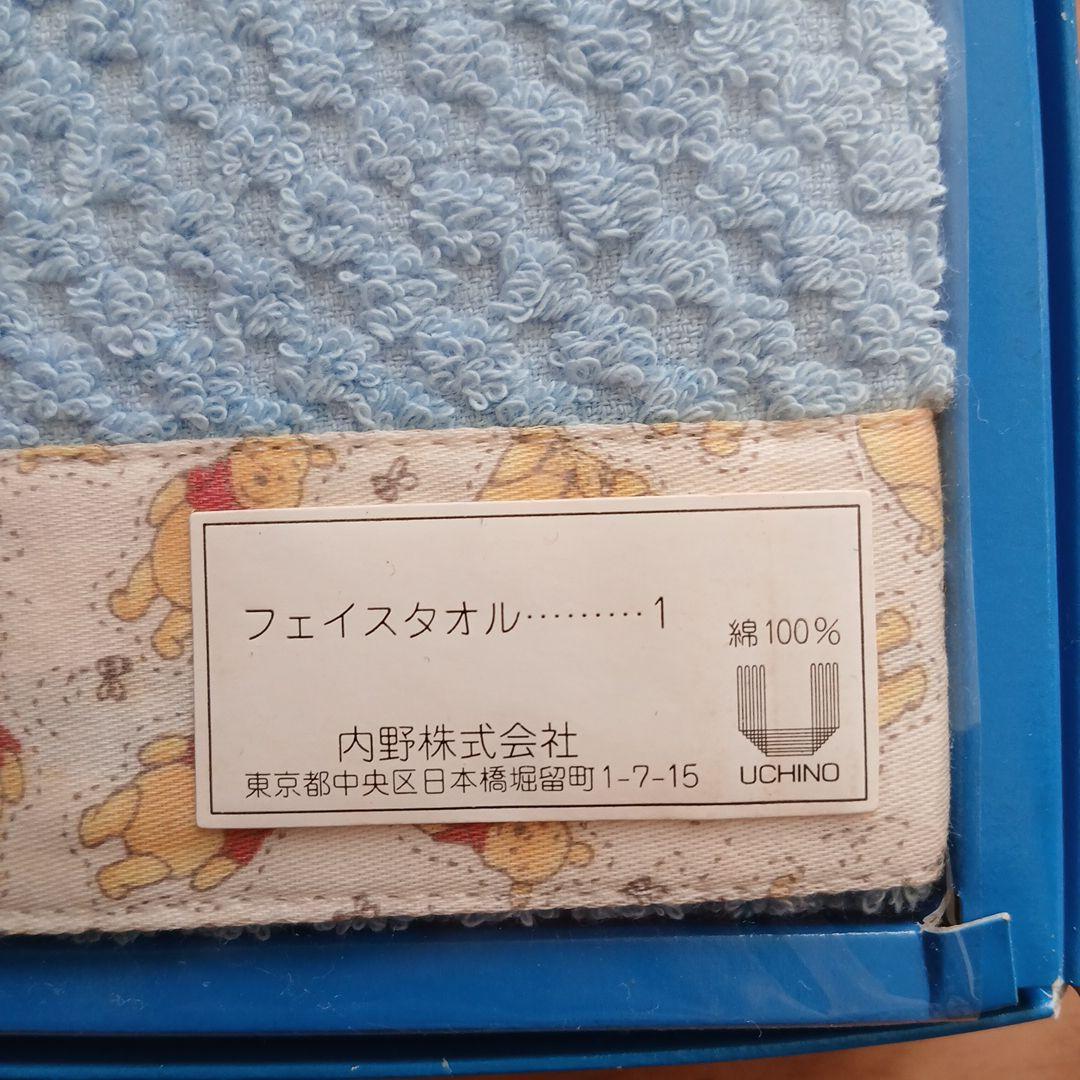 フェイスタオル………1
綿100%
内野株式会社
東京都中央区日本橋堀留町1-7-15
UCHINO